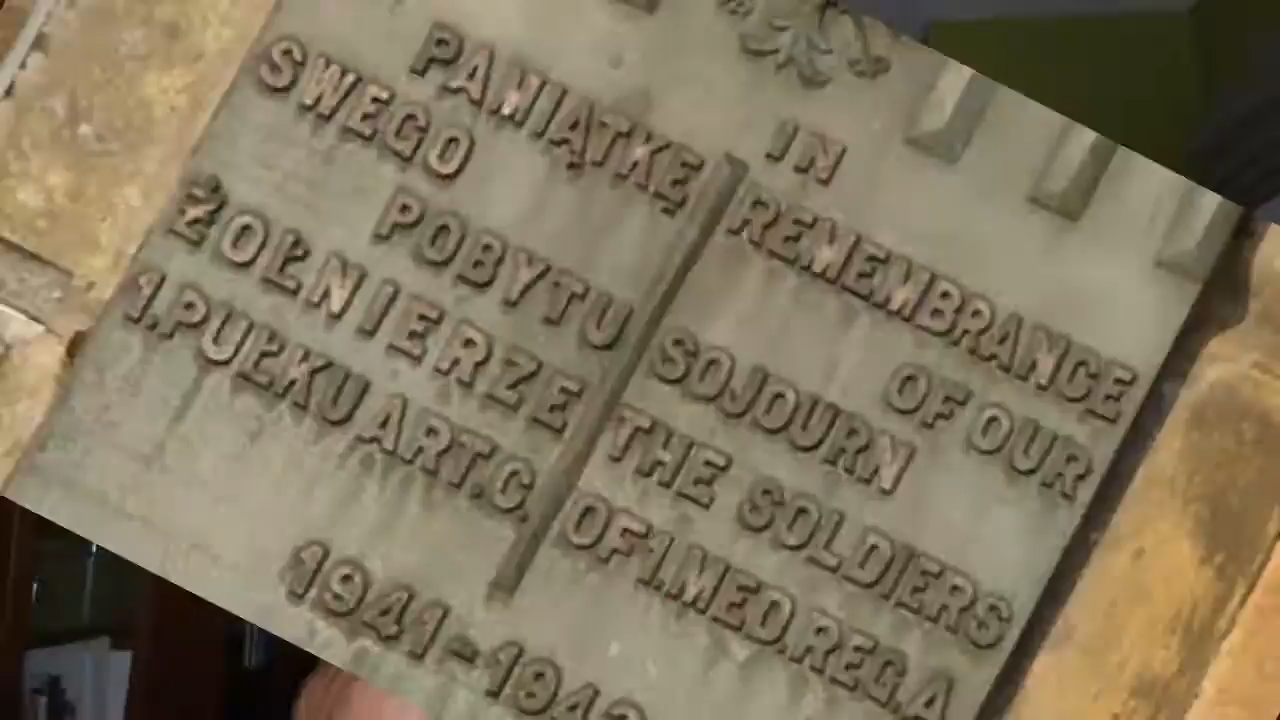 PAMIĄTKĘ
SWEGO
POBYTU
ŻOŁNIERZE
1.PUŁKU ART.C.
IN
REMEMBRANCE
OF OUR
SOJOURN
THE SOLDIERS
OF 1.MED.REG.A
1941-1942